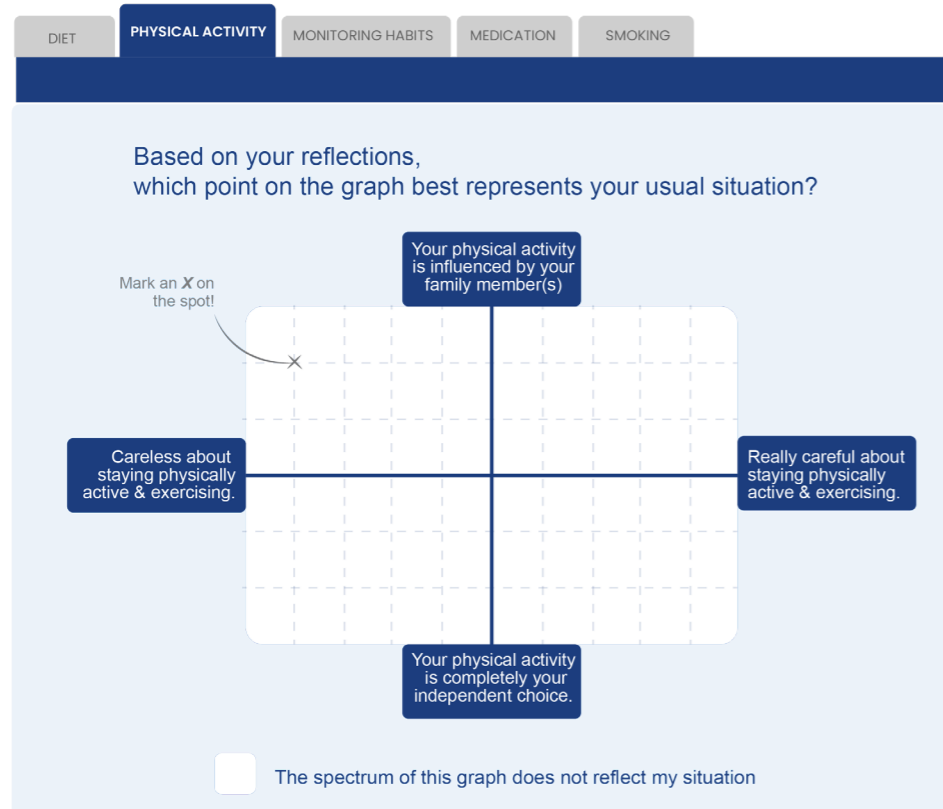 DIET
PHYSICAL ACTIVITY
MONITORING HABITS
MEDICATION
SMOKING
Based on your reflections,
which point on the graph best represents your usual situation?
Your physical activity
is influenced by your
family member(s)
Mark an X on
the spot!
Careless about
staying physically
active & exercising.
Really careful about
staying physically
active & exercising.
Your physical activity
is completely your
independent choice.
The spectrum of this graph does not reflect my situation